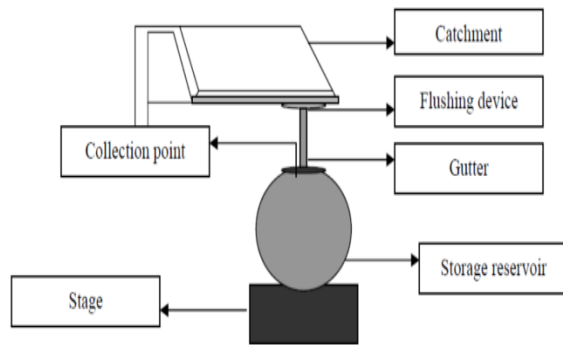 Catchment
Flushing device
Collection point
Gutter
Storage reservoir
Stage